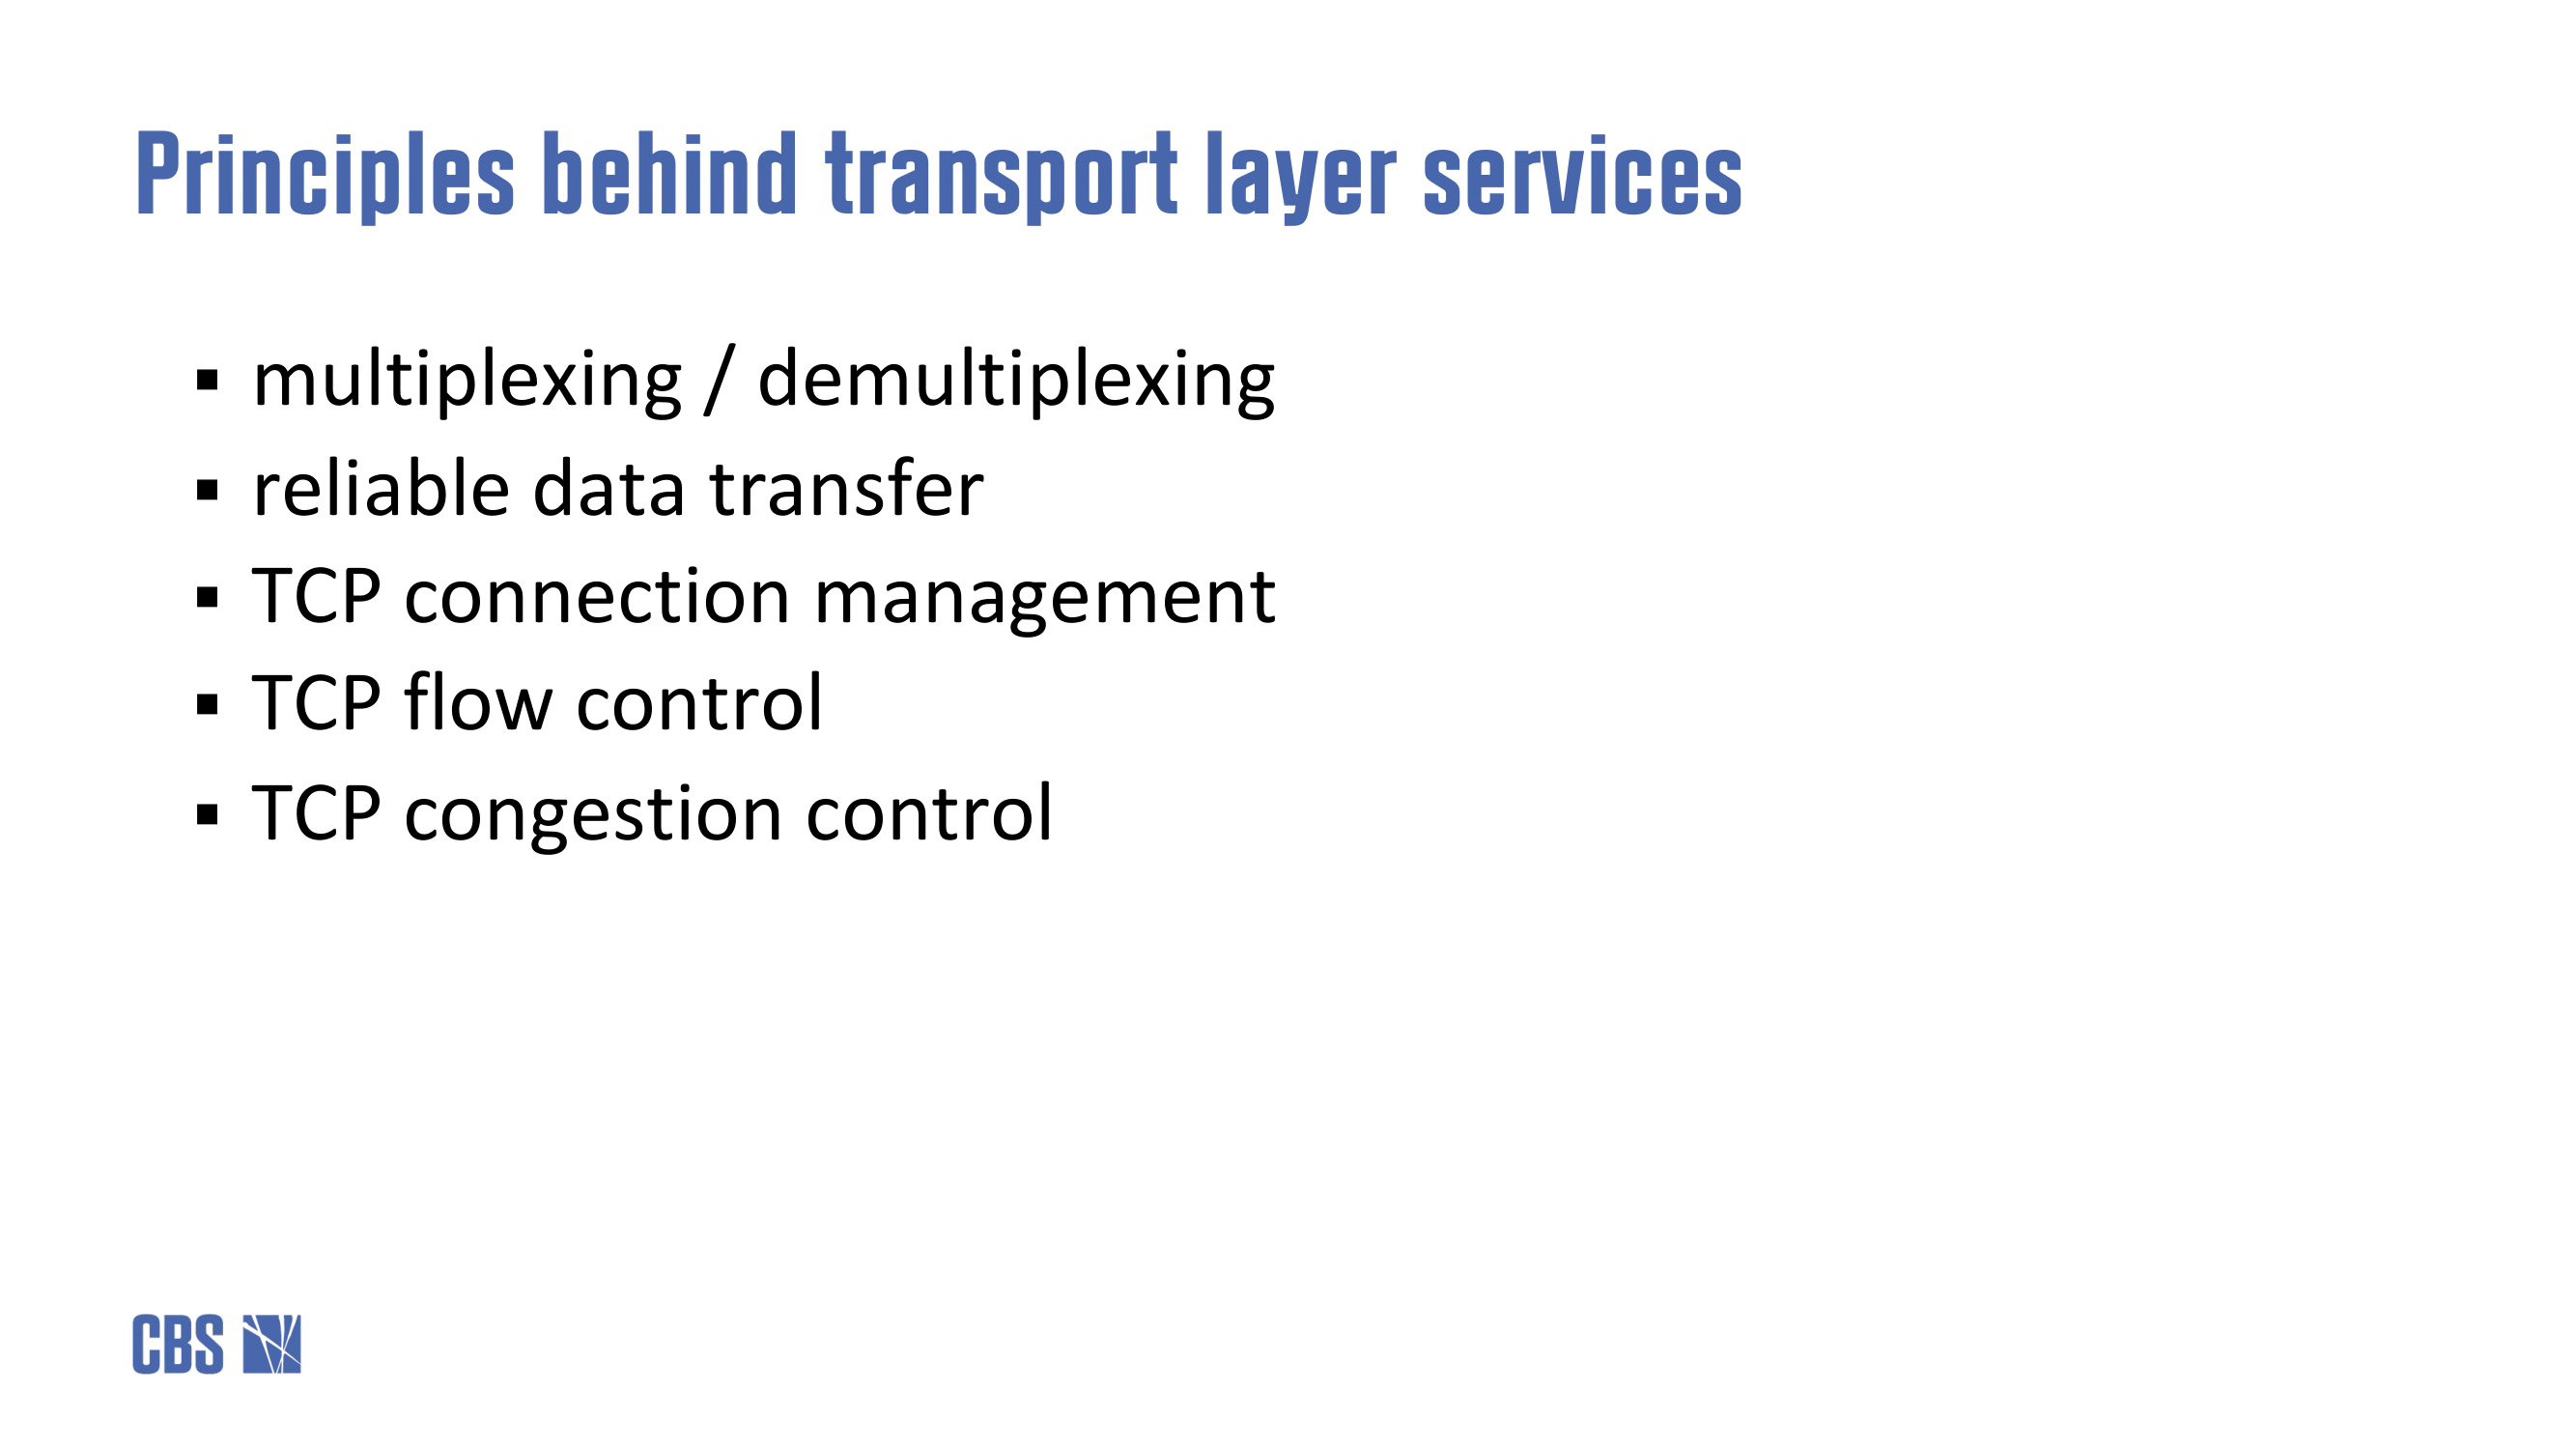 Principles behind transport layer services
▪ multiplexing / demultiplexing
▪ reliable data transfer
▪ TCP connection management
▪ TCP flow control
▪ TCP congestion control
CBS